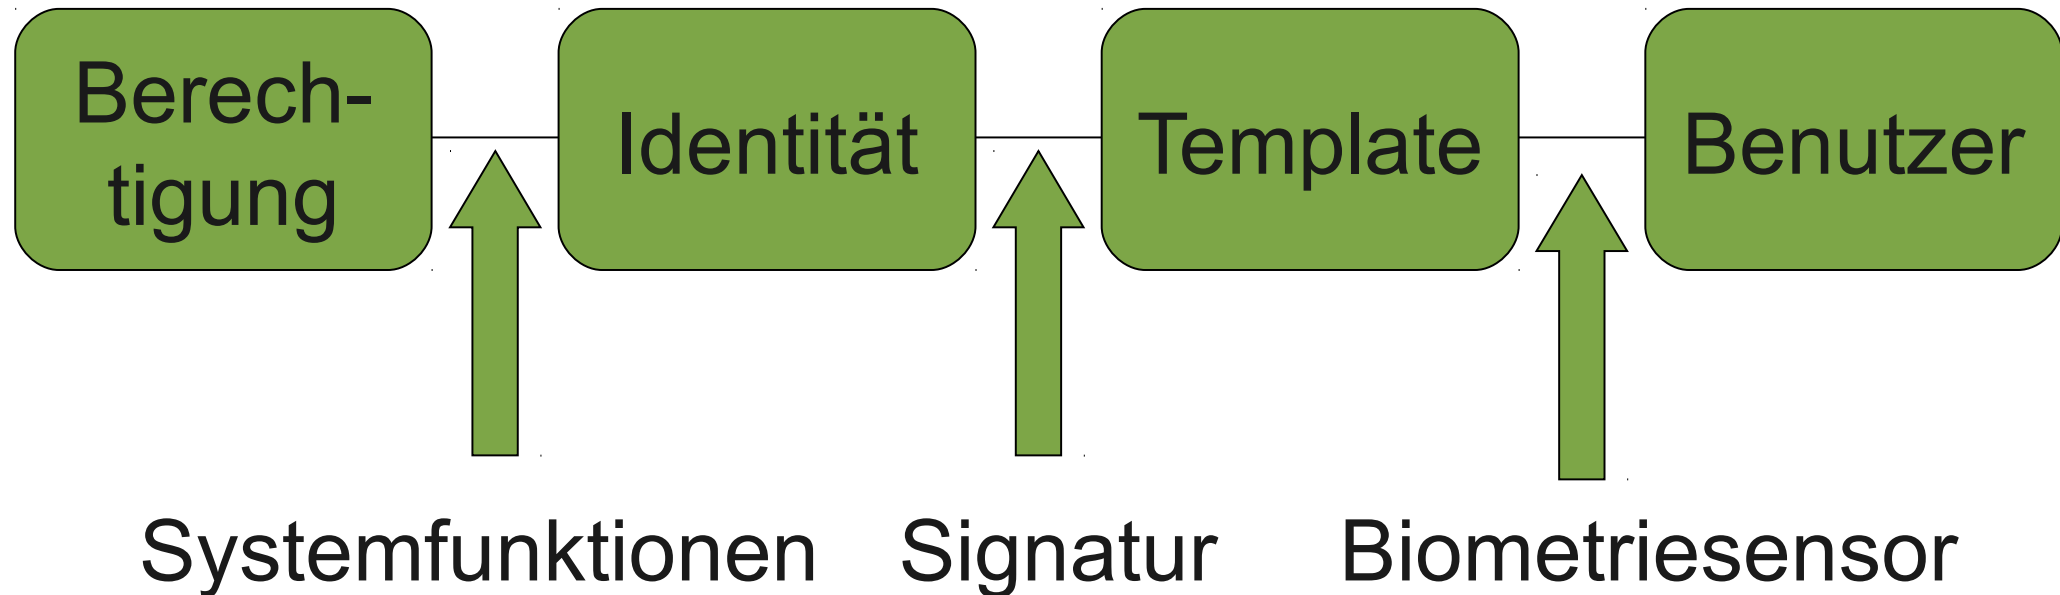 Berech-
tigung
Identität
Template
Benutzer
Systemfunktionen
Signatur
Biometriesensor